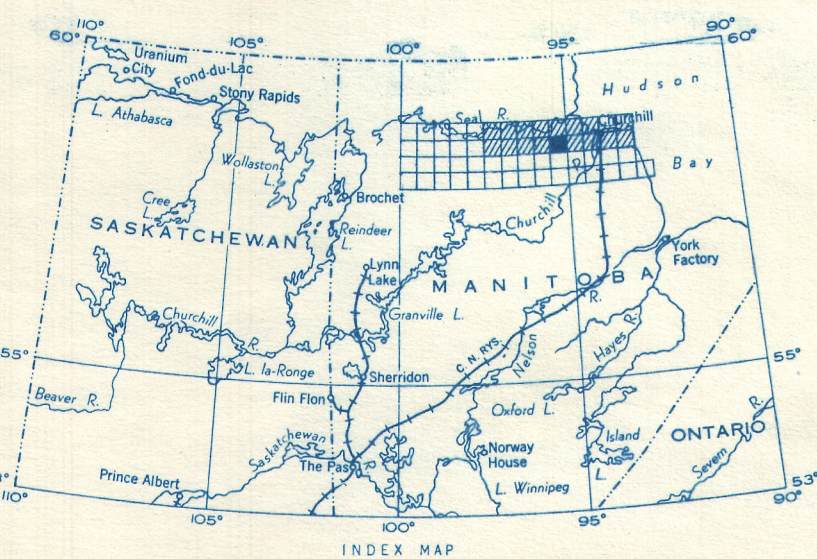 110°
105°
100°
95°
90°
60°
60°
Uranium
City
Fond-du-Lac
Stony Rapids
L. Athabasca
Hudson
Bay
Seal R.
Churchill
R.
Wollaston
L.
Cree
L.
Brochet
Reindeer
L.
Churchill
SASKATCHEWAN
Lynn
Lake
MANITOBA
York
Factory
R.
Granville L.
Churchill
R.
Nelson
Hayes R.
C. N. RYS.
55°
55°
L. la-Ronge
Sherridon
Beaver R.
Flin Flon
Oxford L.
Island
L.
ONTARIO
R.
Severn
Saskatchewan
R.
The Pas
Norway
House
Prince Albert
L. Winnipeg
110°
105°
100°
95°
90°
53°
INDEX MAP